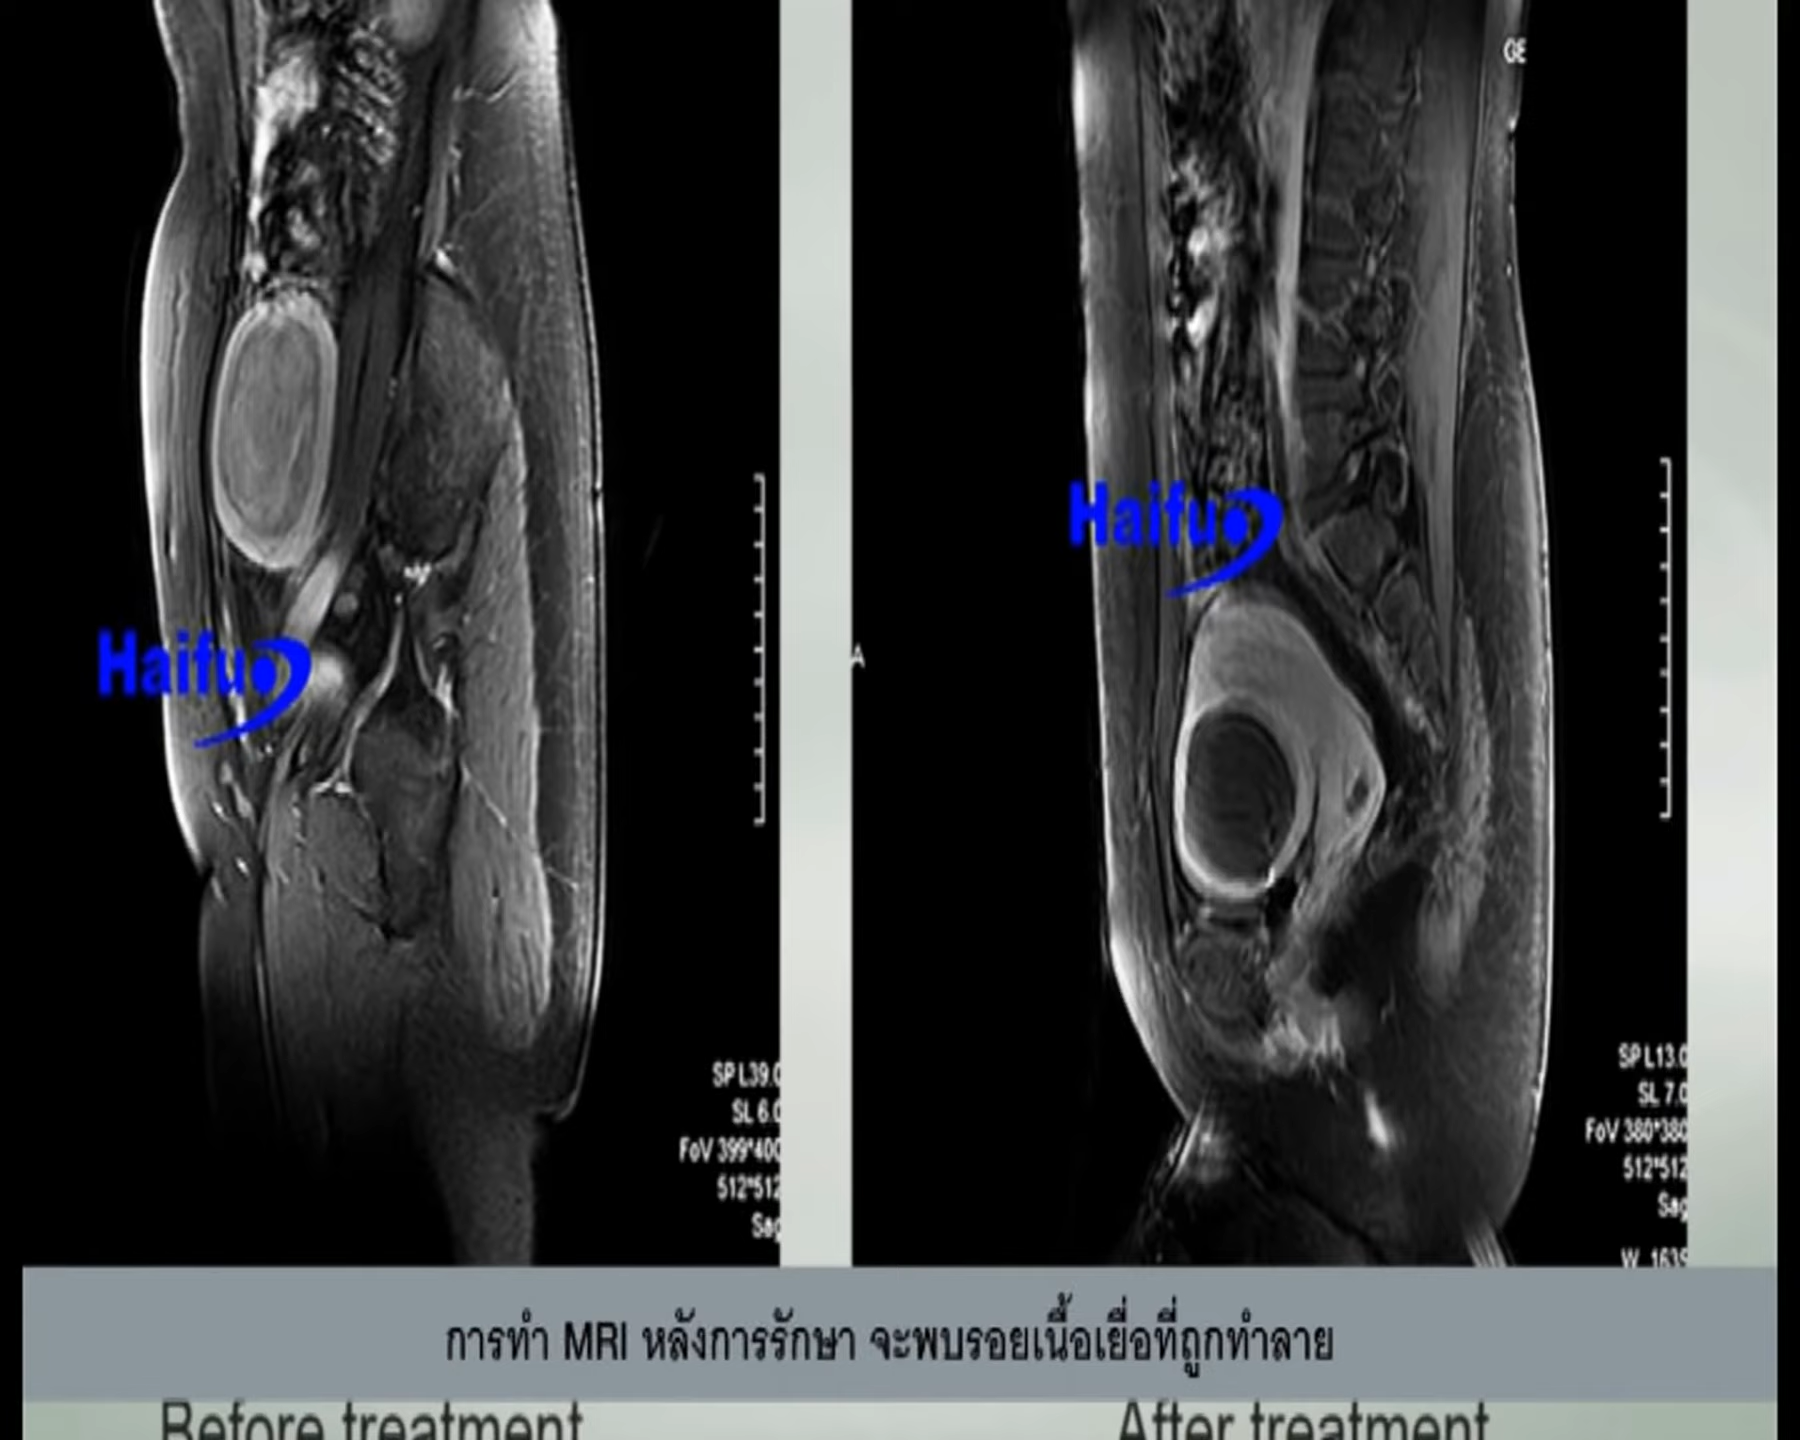 GE
Haifu
Haifu
A
SP L39.0
SL 6.0
FoV 399*400
512*512
Sag
SP L13.0
SL 7.0
FoV 380*380
512*512
Sag
W 1639
การทำ MRI หลังการรักษา จะพบรอยเนื้อเยื่อที่ถูกทำลาย
Before treatment
After treatment